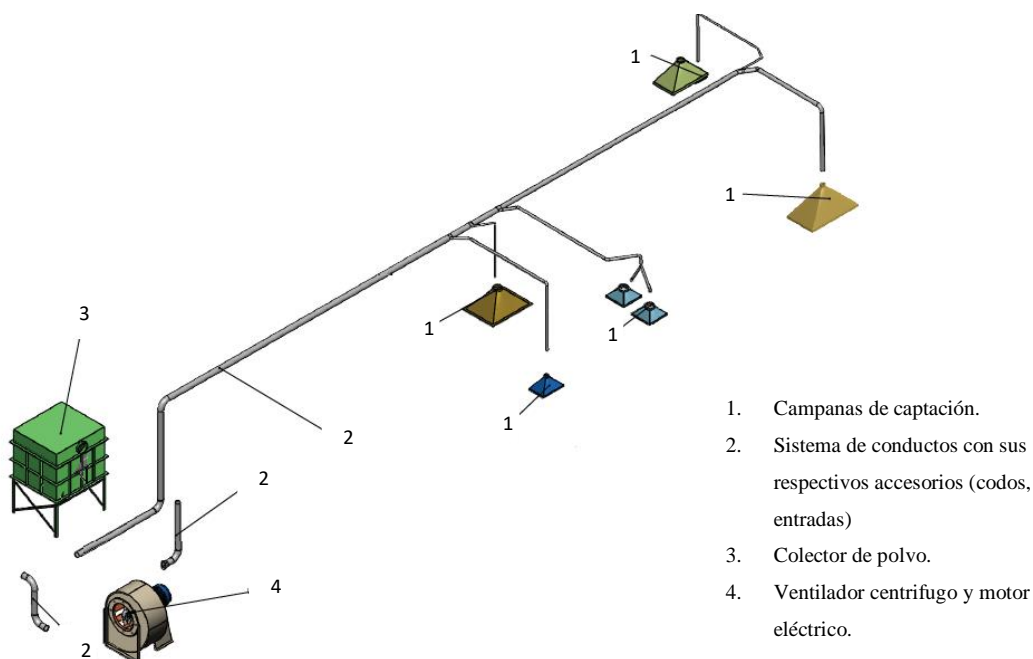 1
1
3
1
1
1
2
2
4
2
1. Campanas de captación.
2. Sistema de conductos con sus
respectivos accesorios (codos,
entradas)
3. Colector de polvo.
4. Ventilador centrifugo y motor
eléctrico.